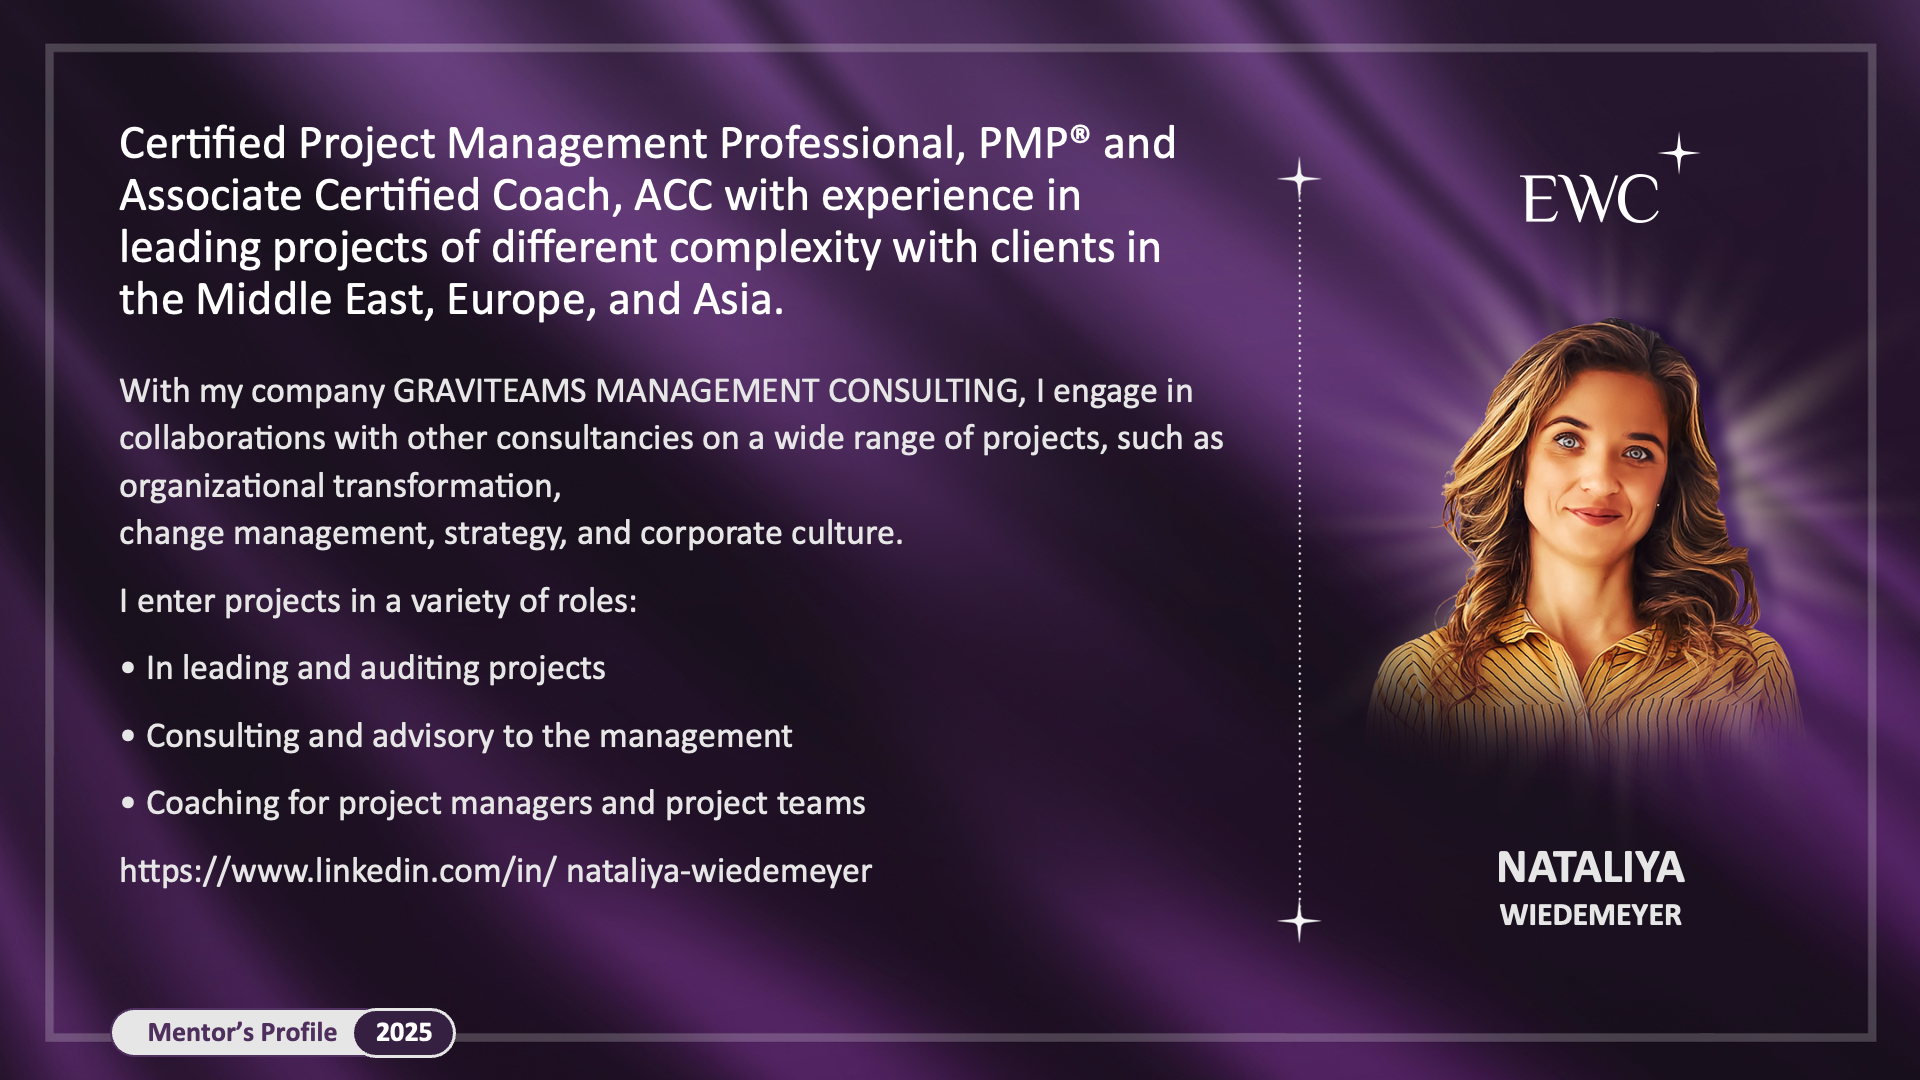 Certified Project Management Professional, PMP® and
Associate Certified Coach, ACC with experience in
leading projects of different complexity with clients in
the Middle East, Europe, and Asia.
With my company GRAVITEAMS MANAGEMENT CONSULTING, I engage in
collaborations with other consultancies on a wide range of projects, such as
organizational transformation,
change management, strategy, and corporate culture.
I enter projects in a variety of roles:
• In leading and auditing projects
• Consulting and advisory to the management
• Coaching for project managers and project teams
https://www.linkedin.com/in/ nataliya-wiedemeyer
EWC
NATALIYA
WIEDEMEYER
Mentor’s Profile 2025